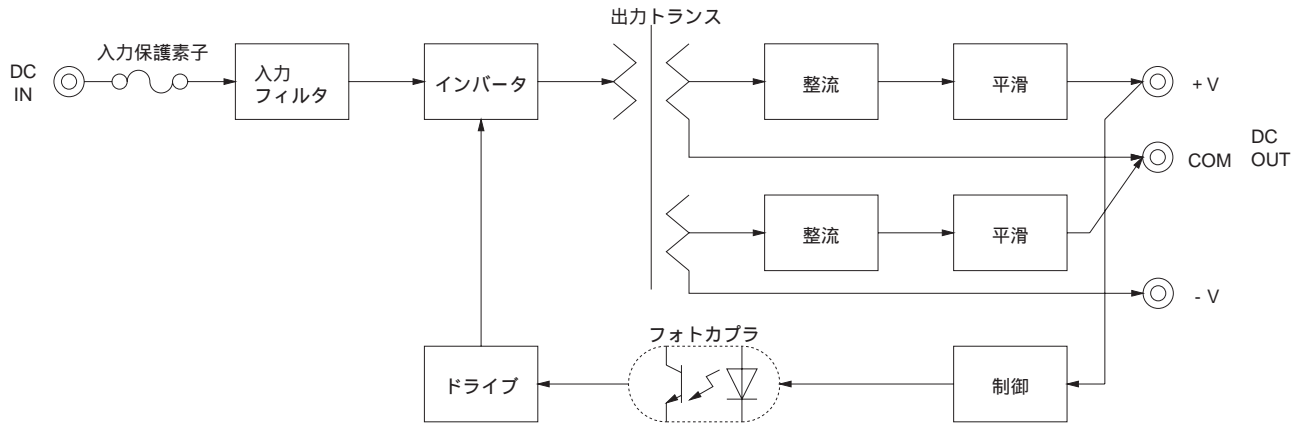 出力トランス
入力保護素子
DC
IN
入力
フィルタ
インバータ
整流
平滑
+V
COM
DC
OUT
整流
平滑
- V
フォトカプラ
ドライブ
制御